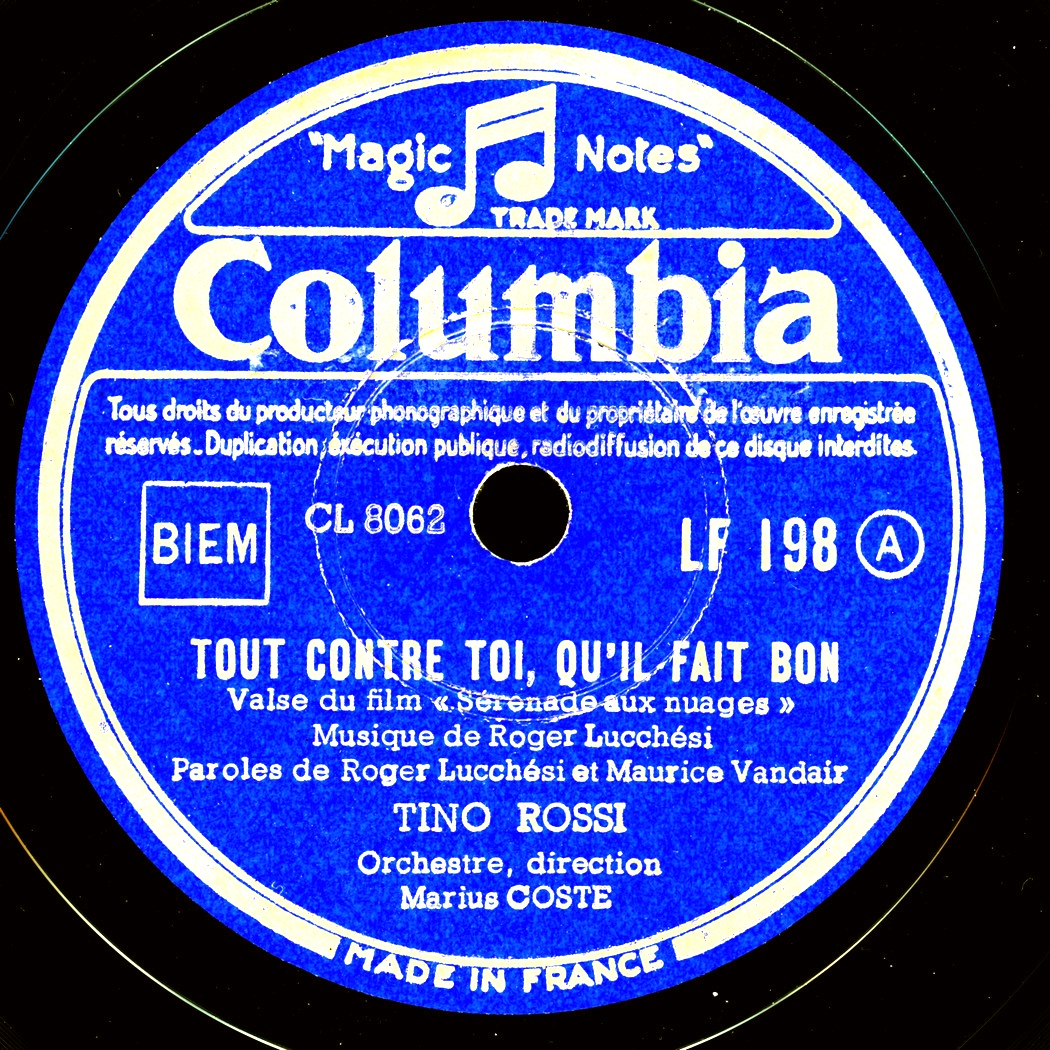 "Magic Notes"
TRADE MARK
Columbia
Tous droits du producteur phonographique et du propriétaire de l'œuvre enregistrée
réservés. Duplication, éxécution publique, radiodiffusion de ce disque interdites.
BIEM
CL 8062
LF 198 A
TOUT CONTRE TOI, QU'IL FAIT BON
Valse du film « Sérénade aux nuages »
Musique de Roger Lucchési
Paroles de Roger Lucchési et Maurice Vandair
TINO ROSSI
Orchestre, direction
Marius COSTE
MADE IN FRANCE